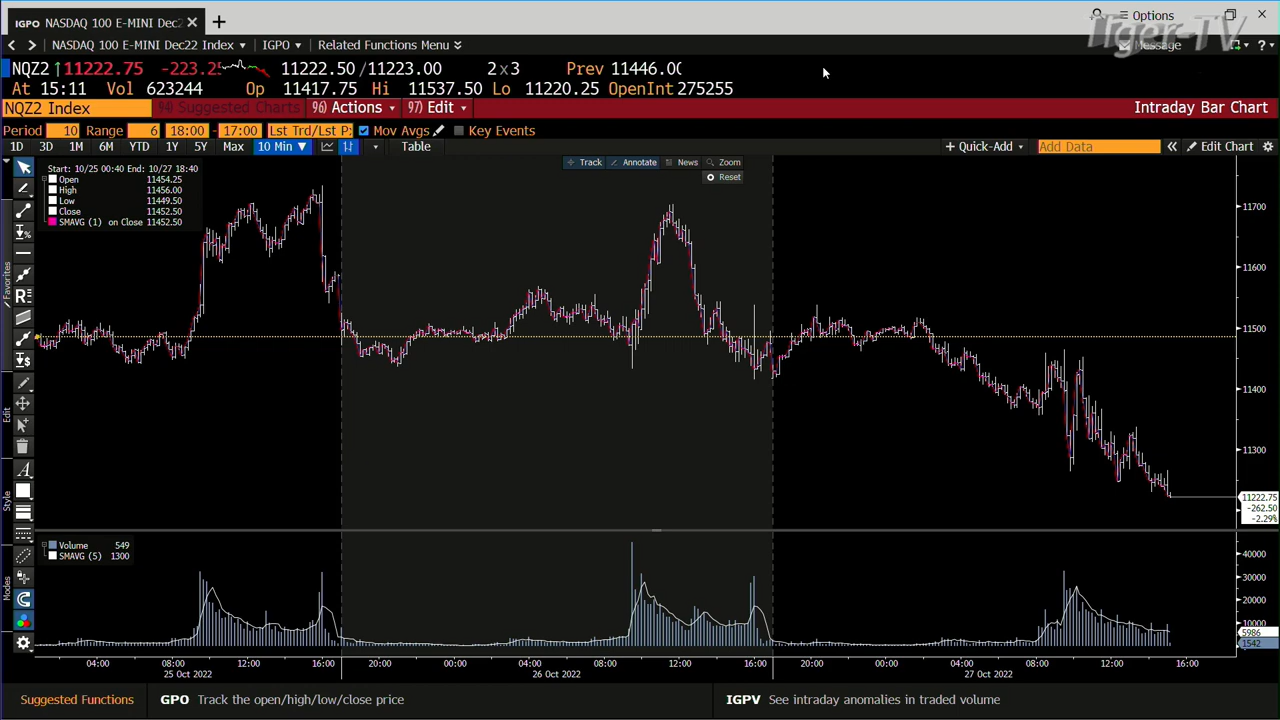 IGPO NASDAQ 100 E-MINI Dec2
Options
Tiger-TV
NASDAQ 100 E-MINI Dec22 Index IGPO Related Functions Menu
Message
NQZ2 ↑11222.75 -223.25 11222.50 /11223.00 2 x 3 Prev 11446.00
At 15:11 Vol 623244 Op 11417.75 Hi 11537.50 Lo 11220.25 OpenInt 275255
NQZ2 Index 94) Suggested Charts 96) Actions 97) Edit Intraday Bar Chart
Period 10 Range 6 18:00 - 17:00 Lst Trd/Lst P: Mov Avgs Key Events
1D 3D 1M 6M YTD 1Y 5Y Max 10 Min ▼ Table + Quick-Add Add Data « Edit Chart
Track Annotate News Zoom
Reset
Start: 10/25 00:40 End: 10/27 18:40
Open 11454.25
High 11456.00
Low 11449.50
Close 11452.50
SMAVG (1) on Close 11452.50
Favorites
Edit
Style
Modes
11700
11600
11500
11400
11300
11222.75
-262.50
-2.29%
Volume 549
SMAVG (5) 1300
40000
30000
20000
10000
5986
1542
04:00 08:00 12:00 16:00 20:00 00:00 04:00 08:00 12:00 16:00 20:00 00:00 04:00 08:00 12:00 16:00
25 Oct 2022 26 Oct 2022 27 Oct 2022
Suggested Functions GPO Track the open/high/low/close price IGPV See intraday anomalies in traded volume